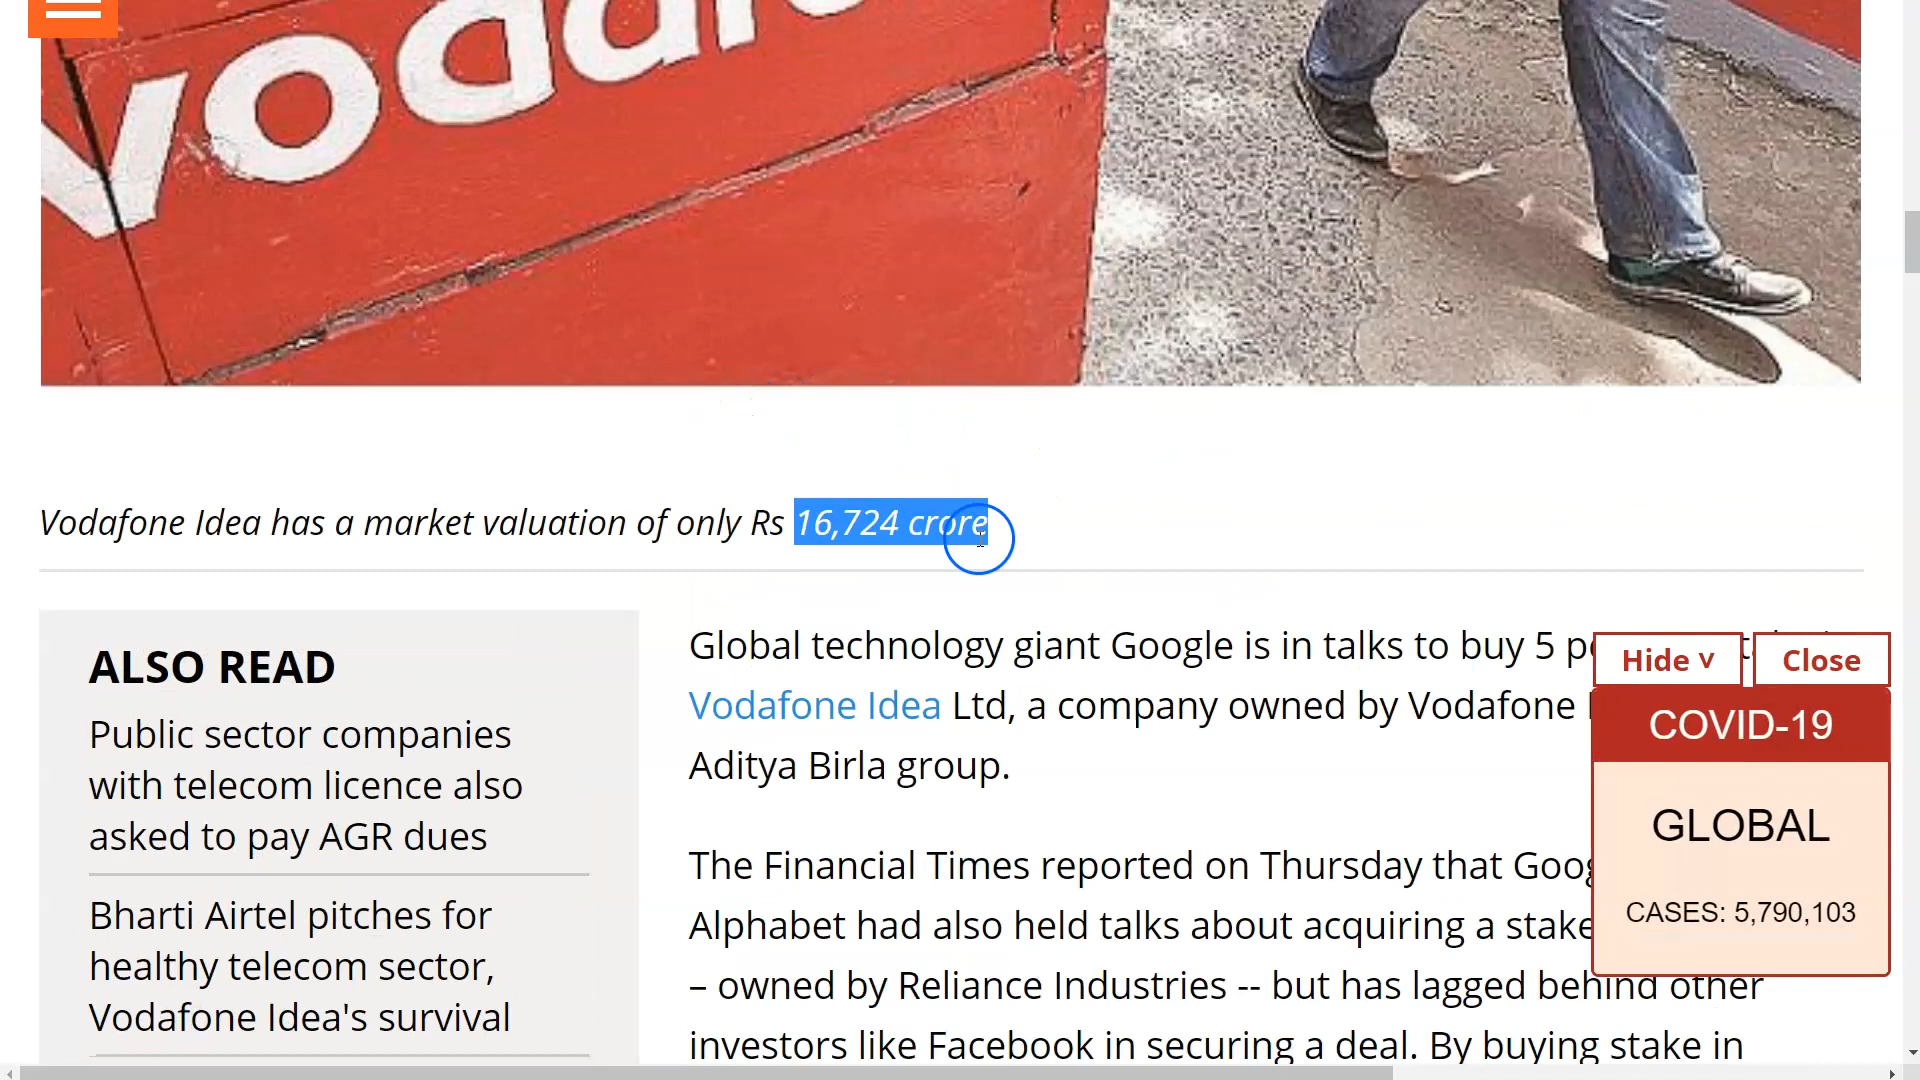 Vodafo
Vodafone Idea has a market valuation of only Rs 16,724 crore
ALSO READ
Public sector companies
with telecom licence also
asked to pay AGR dues
Bharti Airtel pitches for
healthy telecom sector,
Vodafone Idea's survival
Global technology giant Google is in talks to buy 5
Vodafone Idea Ltd, a company owned by Vodafone
Aditya Birla group.
The Financial Times reported on Thursday that Goog
Alphabet had also held talks about acquiring a stake
– owned by Reliance Industries -- but has lagged behind other
investors like Facebook in securing a deal. By buying stake in
Hide v
Close
COVID-19
GLOBAL
CASES: 5,790,103